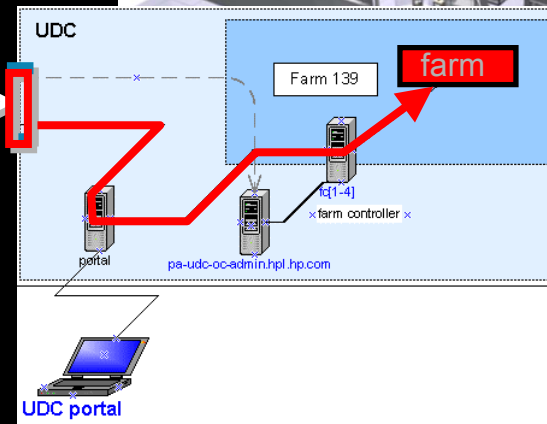 UDC
farm
Farm 139
fc[1-4]
farm controller
portal
pa-udc-oc-admin.hpl.hp.com
UDC portal